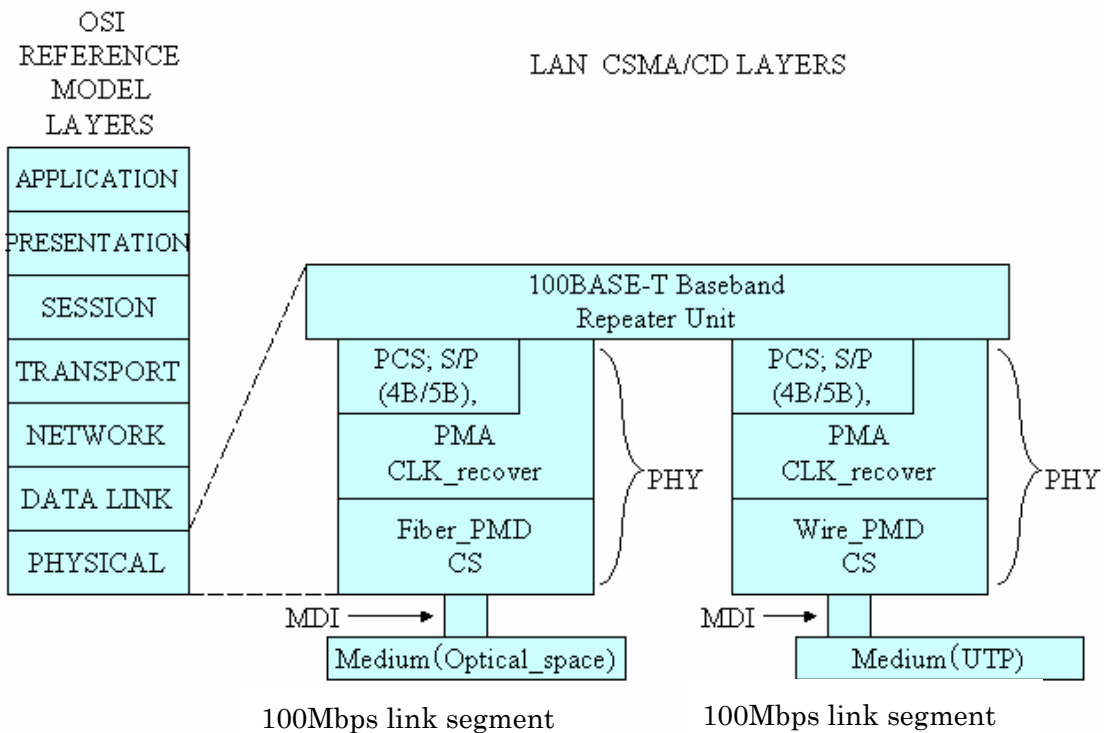 OSI
REFERENCE
MODEL
LAYERS
LAN CSMA/CD LAYERS
APPLICATION
PRESENTATION
SESSION
TRANSPORT
NETWORK
DATA LINK
PHYSICAL
100BASE-T Baseband
Repeater Unit
PCS; S/P
(4B/5B),
PMA
CLK_recover
Fiber_PMD
CS
PHY
MDI
Medium(Optical_space)
100Mbps link segment
PCS; S/P
(4B/5B),
PMA
CLK_recover
Wire_PMD
CS
PHY
MDI
Medium(UTP)
100Mbps link segment